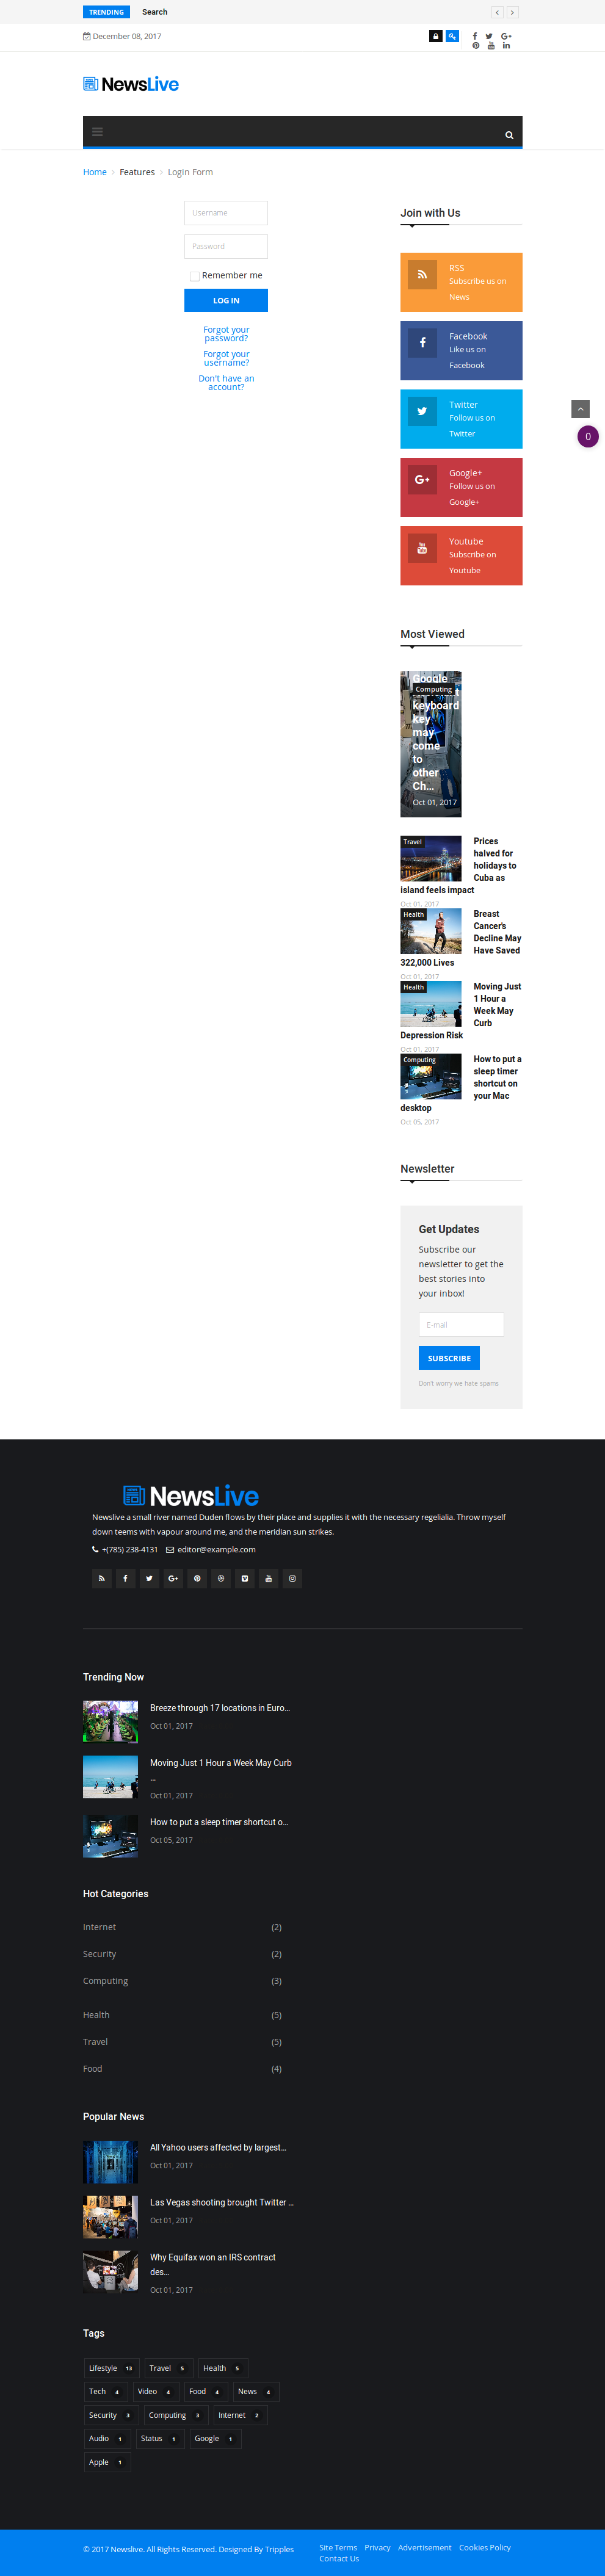 TRENDING
Search
December 08, 2017
NewsLive
Home
Features
Login Form
Username
Password
Remember me
LOG IN
Forgot your
password?
Forgot your
username?
Don't have an
account?
Join with Us
RSS
Subscribe us on
News
Facebook
Like us on
Facebook
Twitter
Follow us on
Twitter
Google+
Follow us on
Google+
Youtube
Subscribe on
Youtube
0
Most Viewed
Google
Computing
keyboard
key
may
come
to
other
Ch...
Oct 01, 2017
Travel
Prices
halved for
holidays to
Cuba as
island feels impact
Oct 01, 2017
Health
Breast
Cancer's
Decline May
Have Saved
322,000 Lives
Oct 01, 2017
Health
Moving Just
1 Hour a
Week May
Curb
Depression Risk
Oct 01, 2017
Computing
How to put a
sleep timer
shortcut on
your Mac
desktop
Oct 05, 2017
Newsletter
Get Updates
Subscribe our
newsletter to get the
best stories into
your inbox!
E-mail
SUBSCRIBE
Don't worry we hate spams
NewsLive
Newslive a small river named Duden flows by their place and supplies it with the necessary regelialia. Throw myself
down teems with vapour around me, and the meridian sun strikes.
+(785) 238-4131 editor@example.com
Trending Now
Breeze through 17 locations in Euro...
Oct 01, 2017
Moving Just 1 Hour a Week May Curb
...
Oct 01, 2017
How to put a sleep timer shortcut o...
Oct 05, 2017
Hot Categories
Internet (2)
Security (2)
Computing (3)
Health (5)
Travel (5)
Food (4)
Popular News
All Yahoo users affected by largest...
Oct 01, 2017
Las Vegas shooting brought Twitter ...
Oct 01, 2017
Why Equifax won an IRS contract
des...
Oct 01, 2017
Tags
Lifestyle 13 Travel 5 Health 5
Tech 4 Video 4 Food 4 News 4
Security 3 Computing 3 Internet 2
Audio 1 Status 1 Google 1
Apple 1
© 2017 Newslive. All Rights Reserved. Designed By Tripples
Site Terms Privacy Advertisement Cookies Policy
Contact Us